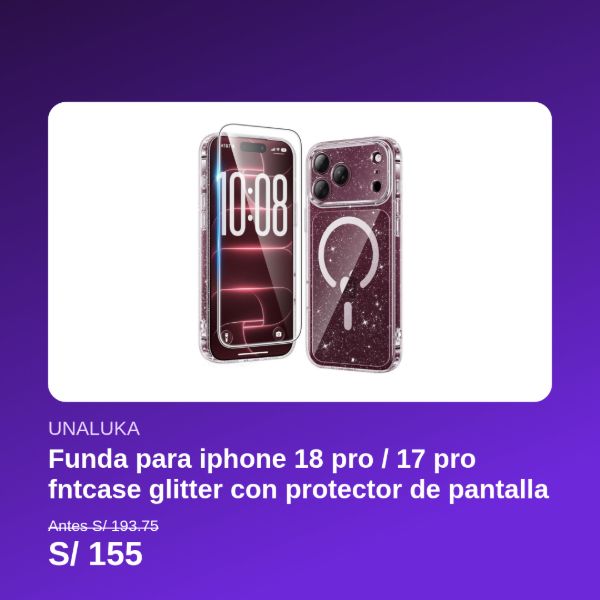 10:08
UNALUKA
Funda para iphone 18 pro / 17 pro
fntcase glitter con protector de pantalla
Antes S/ 193.75
S/ 155